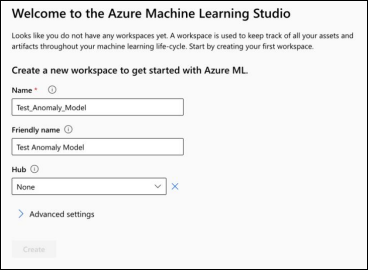 Welcome to the Azure Machine Learning Studio
Looks like you do not have any workspaces yet. A workspace is used to keep track of all your assets and
artifacts throughout your machine learning life-cycle. Start by creating your first workspace.
Create a new workspace to get started with Azure ML.
Name *
Test_Anomaly_Model
Friendly name
Test Anomaly Model
Hub
None
Advanced settings
Create